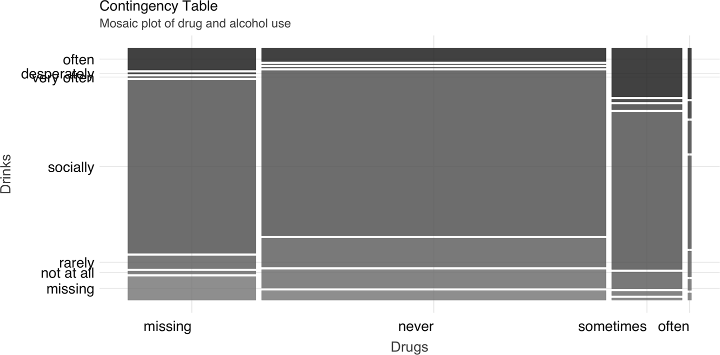 Contingency Table
Mosaic plot of drug and alcohol use
often
desperately
very often
socially
rarely
not at all
missing
Drinks
missing
never
sometimes
often
Drugs